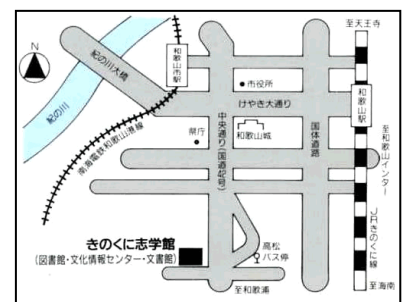 至天王寺
N
和歌山市駅
紀の川大橋
市役所
和歌山駅
けやき大通り
紀の川
県庁
和歌山城
中央通り(国道42号)
国体道路
至和歌山インター
南海電鉄和歌山港線
JRきのくに線
きのくに志学館
(図書館・文化情報センター・文書館)
高松
バス停
至和歌浦
至海南